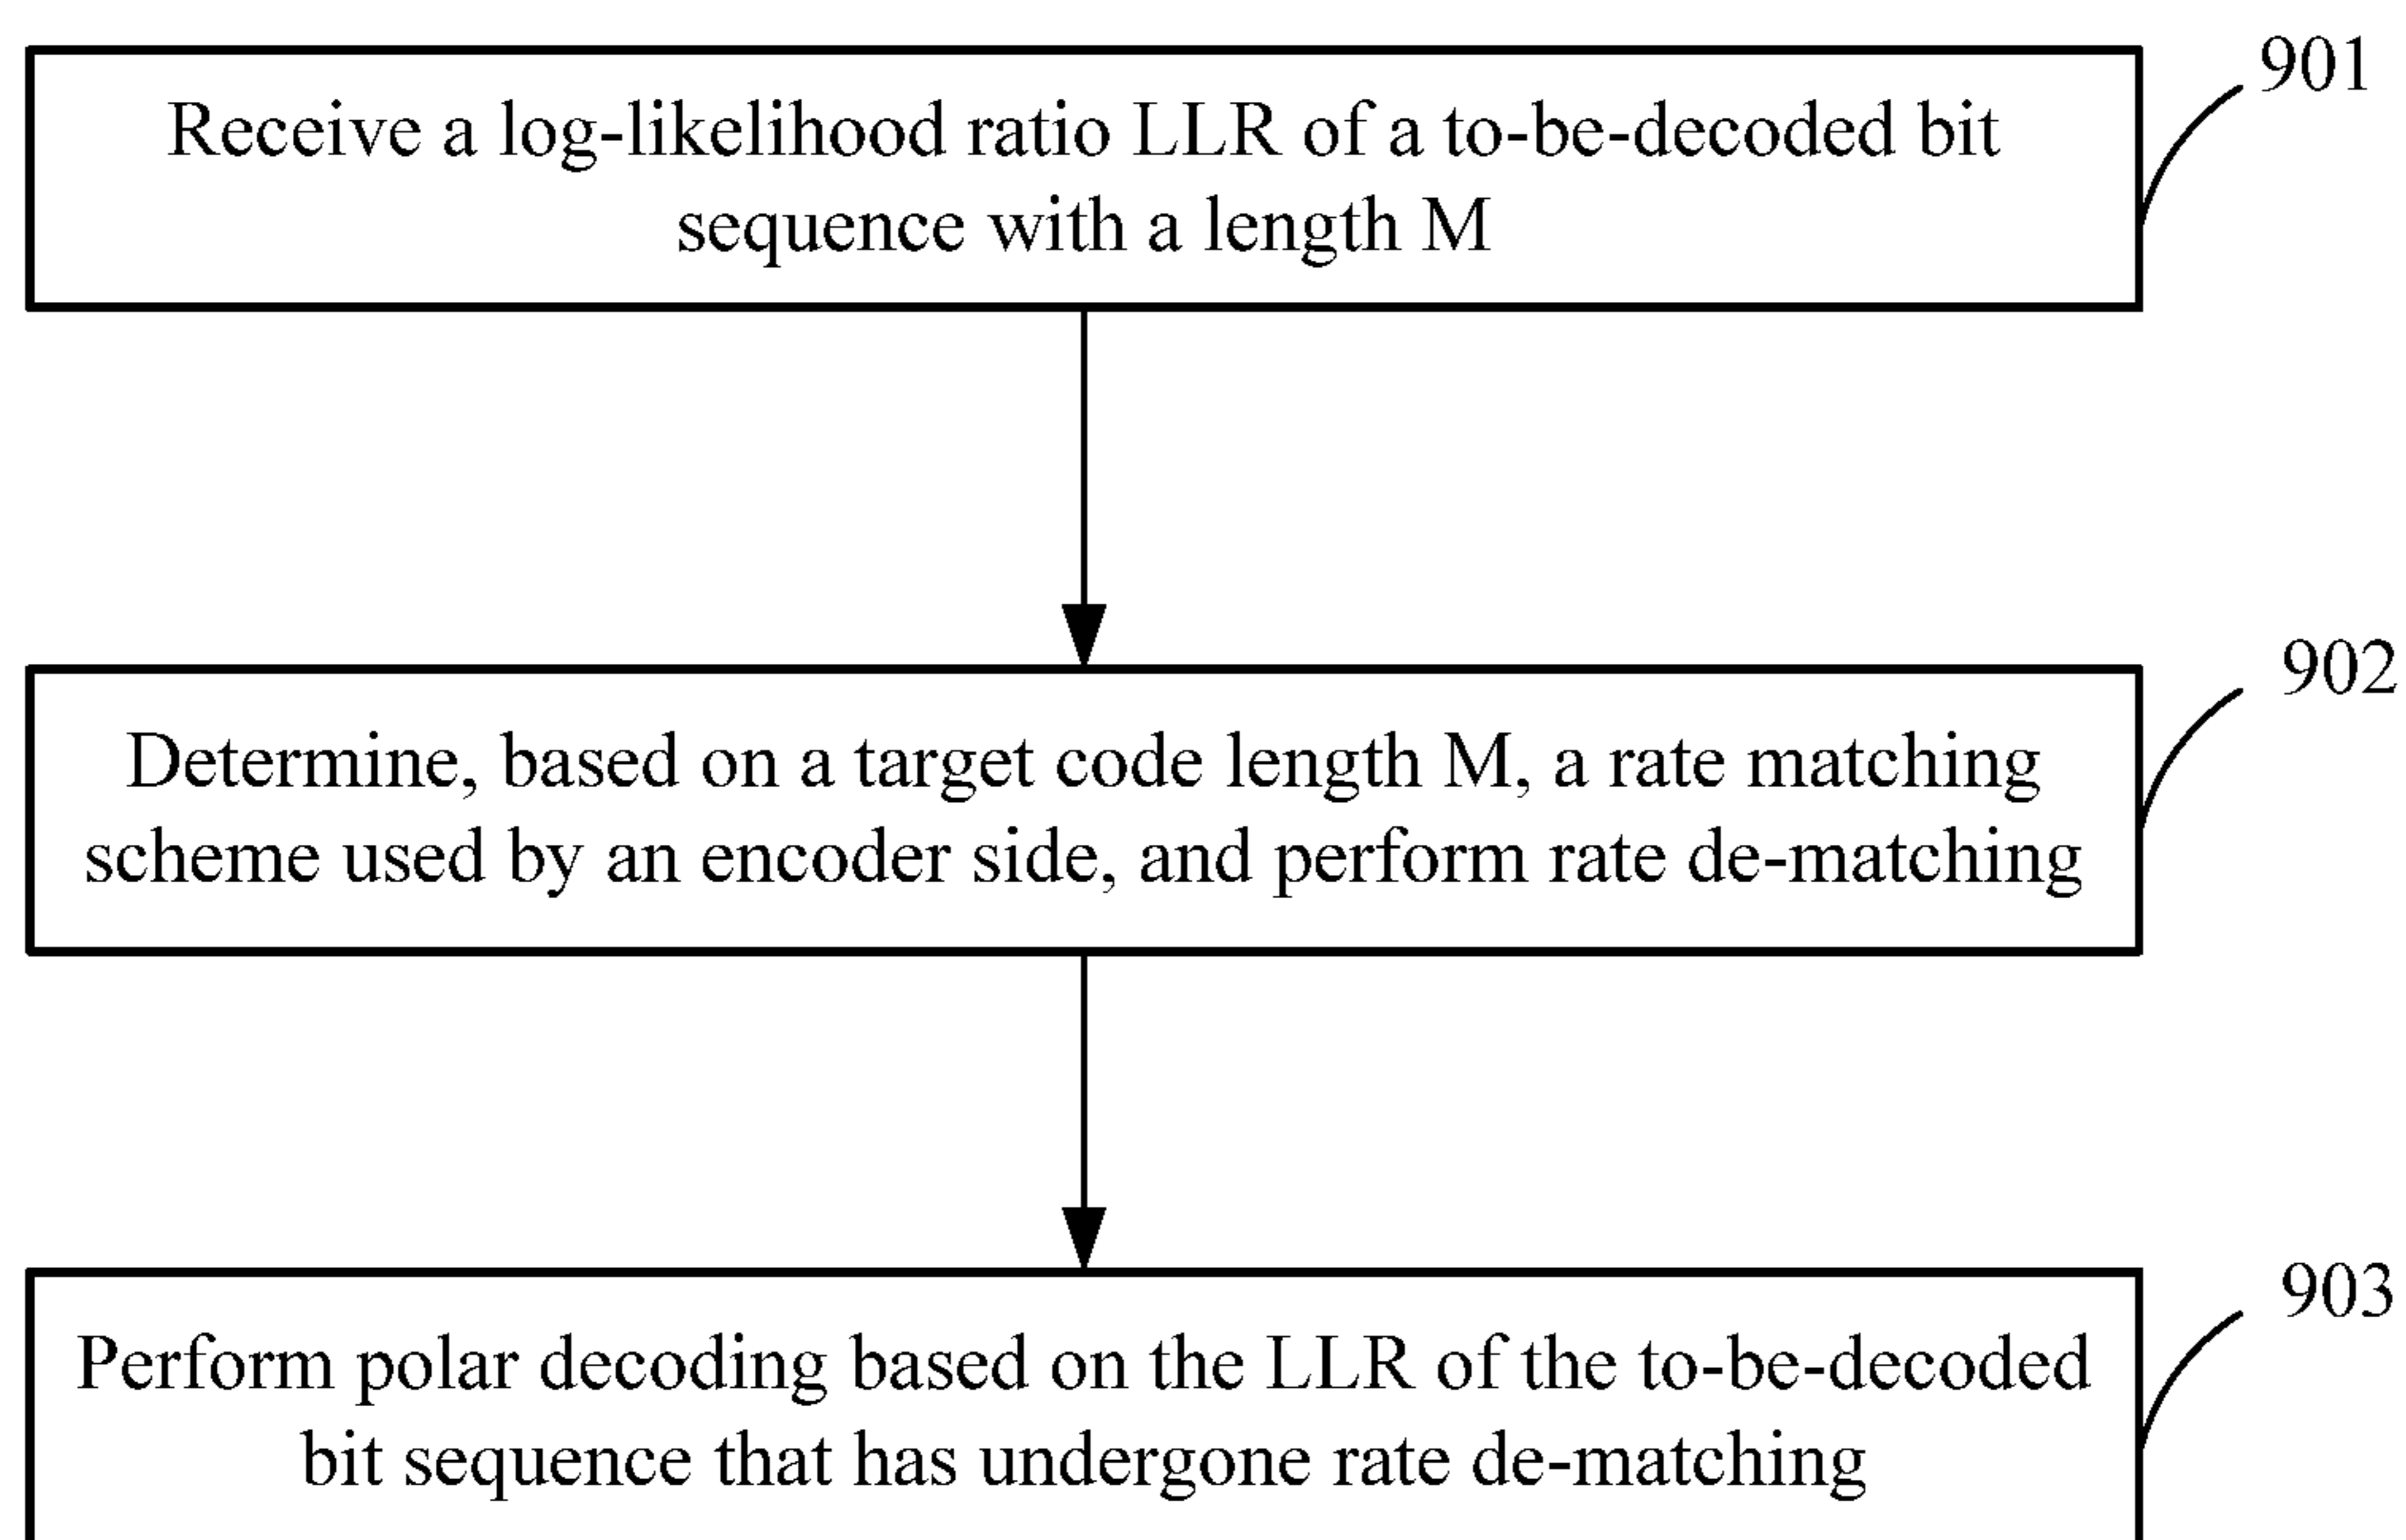 901
Receive a log-likelihood ratio LLR of a to-be-decoded bit
sequence with a length M
902
Determine, based on a target code length M, a rate matching
scheme used by an encoder side, and perform rate de-matching
903
Perform polar decoding based on the LLR of the to-be-decoded
bit sequence that has undergone rate de-matching